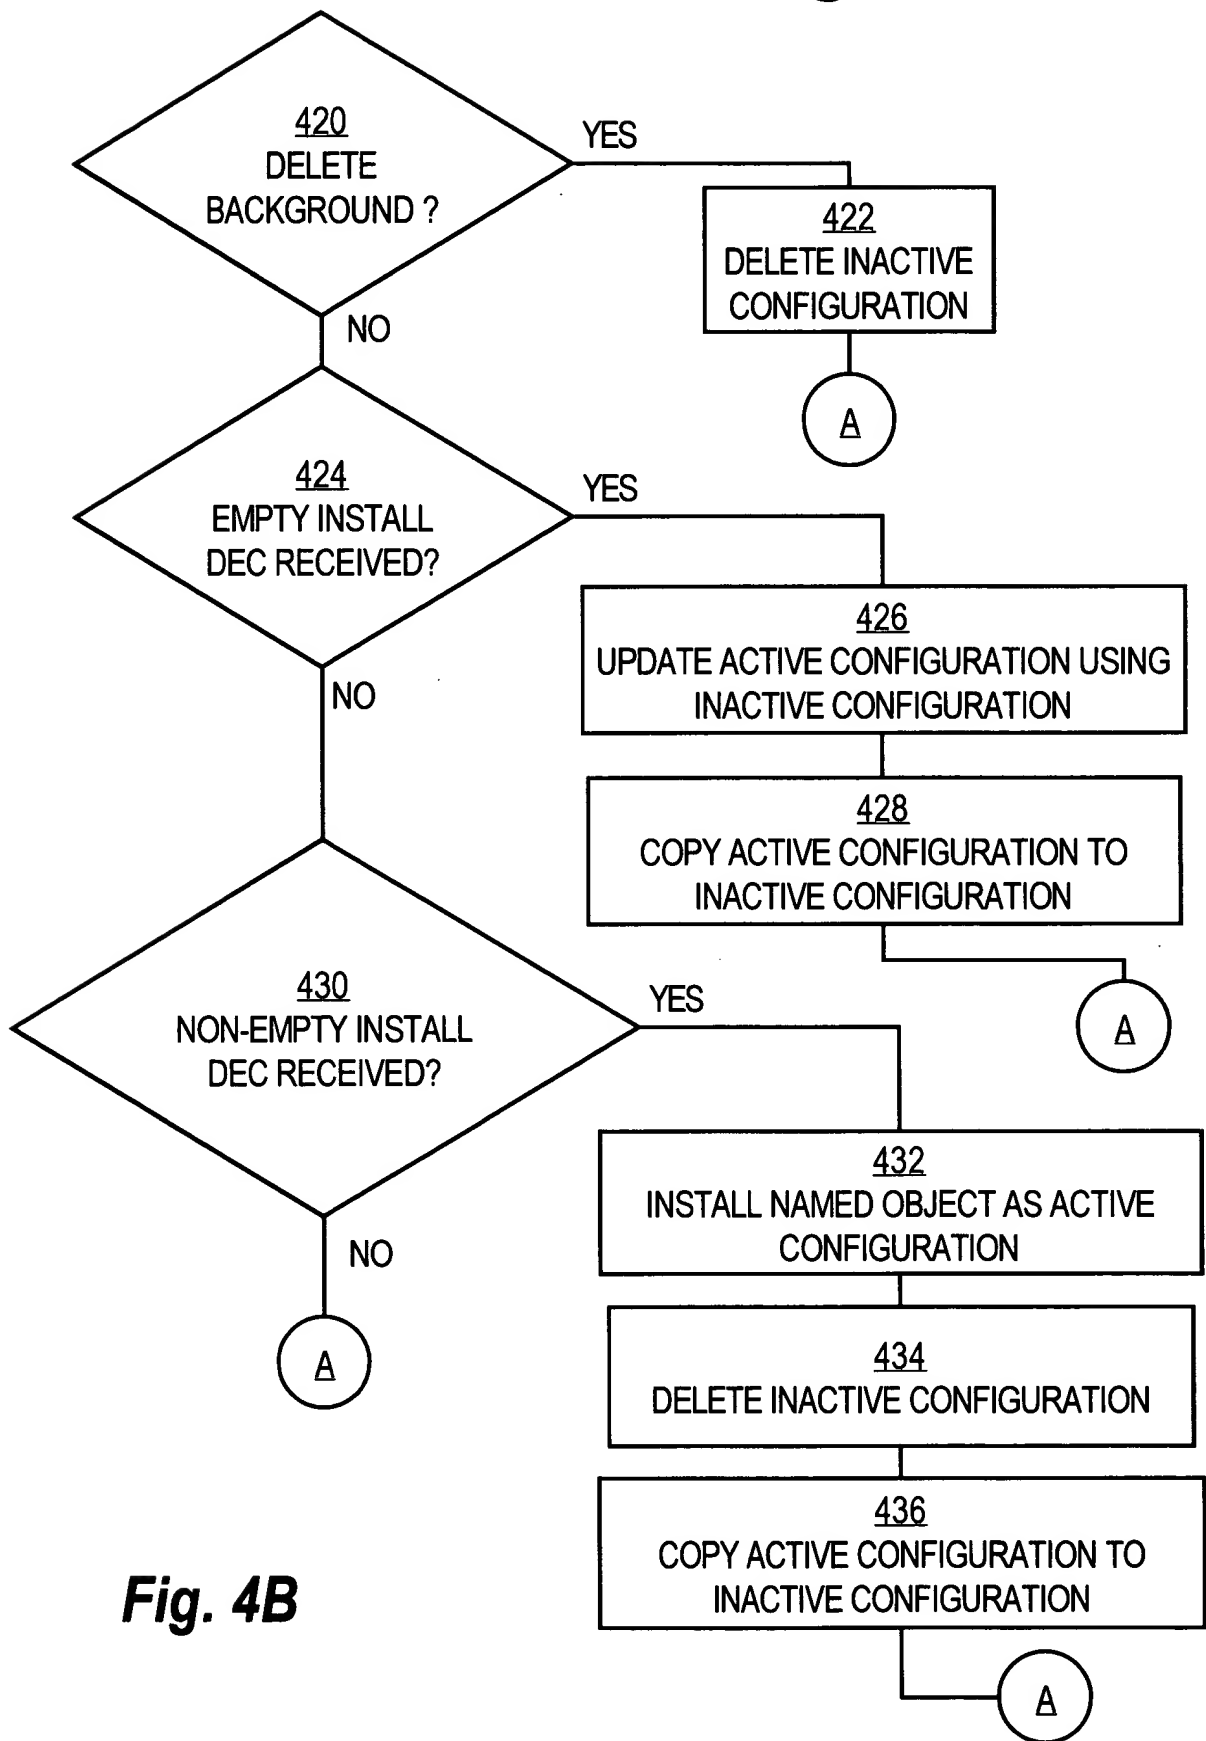 420
DELETE
BACKGROUND ?
YES
422
DELETE INACTIVE
CONFIGURATION
A
NO
424
EMPTY INSTALL
DEC RECEIVED?
YES
426
UPDATE ACTIVE CONFIGURATION USING
INACTIVE CONFIGURATION
428
COPY ACTIVE CONFIGURATION TO
INACTIVE CONFIGURATION
A
NO
430
NON-EMPTY INSTALL
DEC RECEIVED?
YES
432
INSTALL NAMED OBJECT AS ACTIVE
CONFIGURATION
434
DELETE INACTIVE CONFIGURATION
436
COPY ACTIVE CONFIGURATION TO
INACTIVE CONFIGURATION
A
NO
A
Fig. 4B